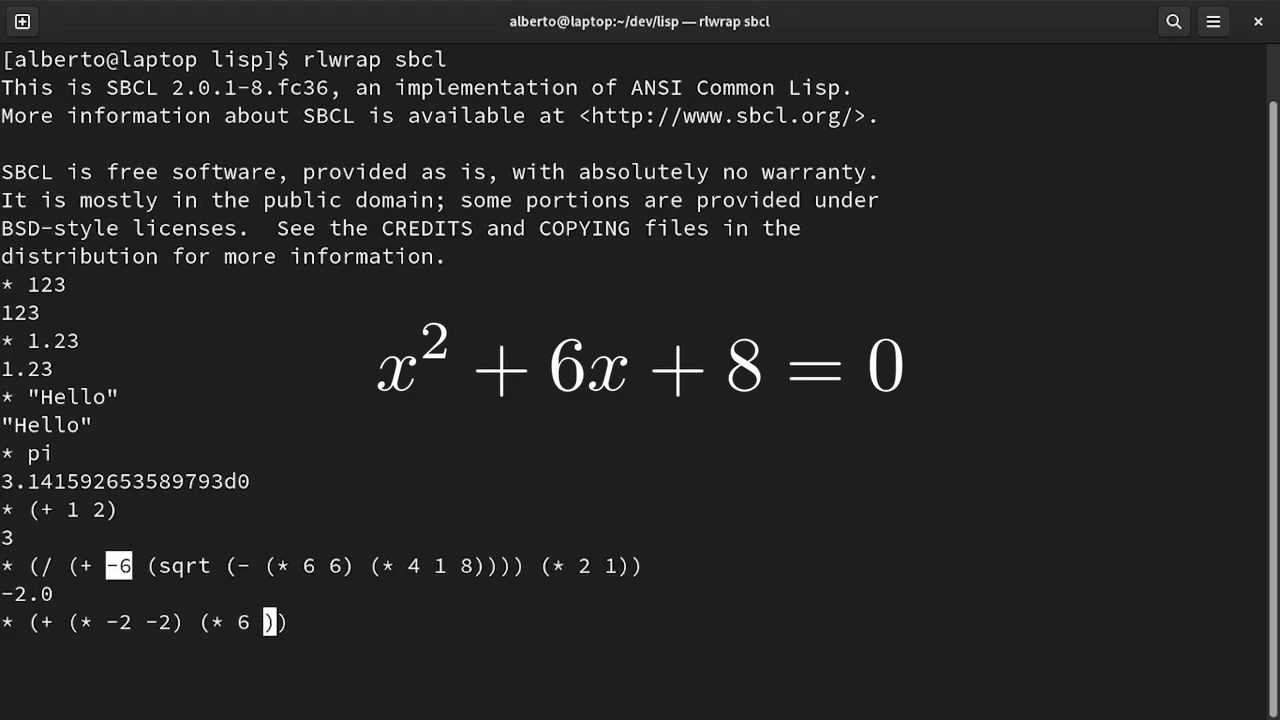 alberto@laptop:~/dev/lisp — rlwrap sbcl
[alberto@laptop lisp]$ rlwrap sbcl
This is SBCL 2.0.1-8.fc36, an implementation of ANSI Common Lisp.
More information about SBCL is available at <http://www.sbcl.org/>.
SBCL is free software, provided as is, with absolutely no warranty.
It is mostly in the public domain; some portions are provided under
BSD-style licenses.  See the CREDITS and COPYING files in the
distribution for more information.
* 123
123
* 1.23
1.23
* "Hello"
"Hello"
* pi
3.141592653589793d0
* (+ 1 2)
3
* (/ (+ -6 (sqrt (- (* 6 6) (* 4 1 8)))) (* 2 1))
-2.0
* (+ (* -2 -2) (* 6 ))
x² + 6x + 8 = 0